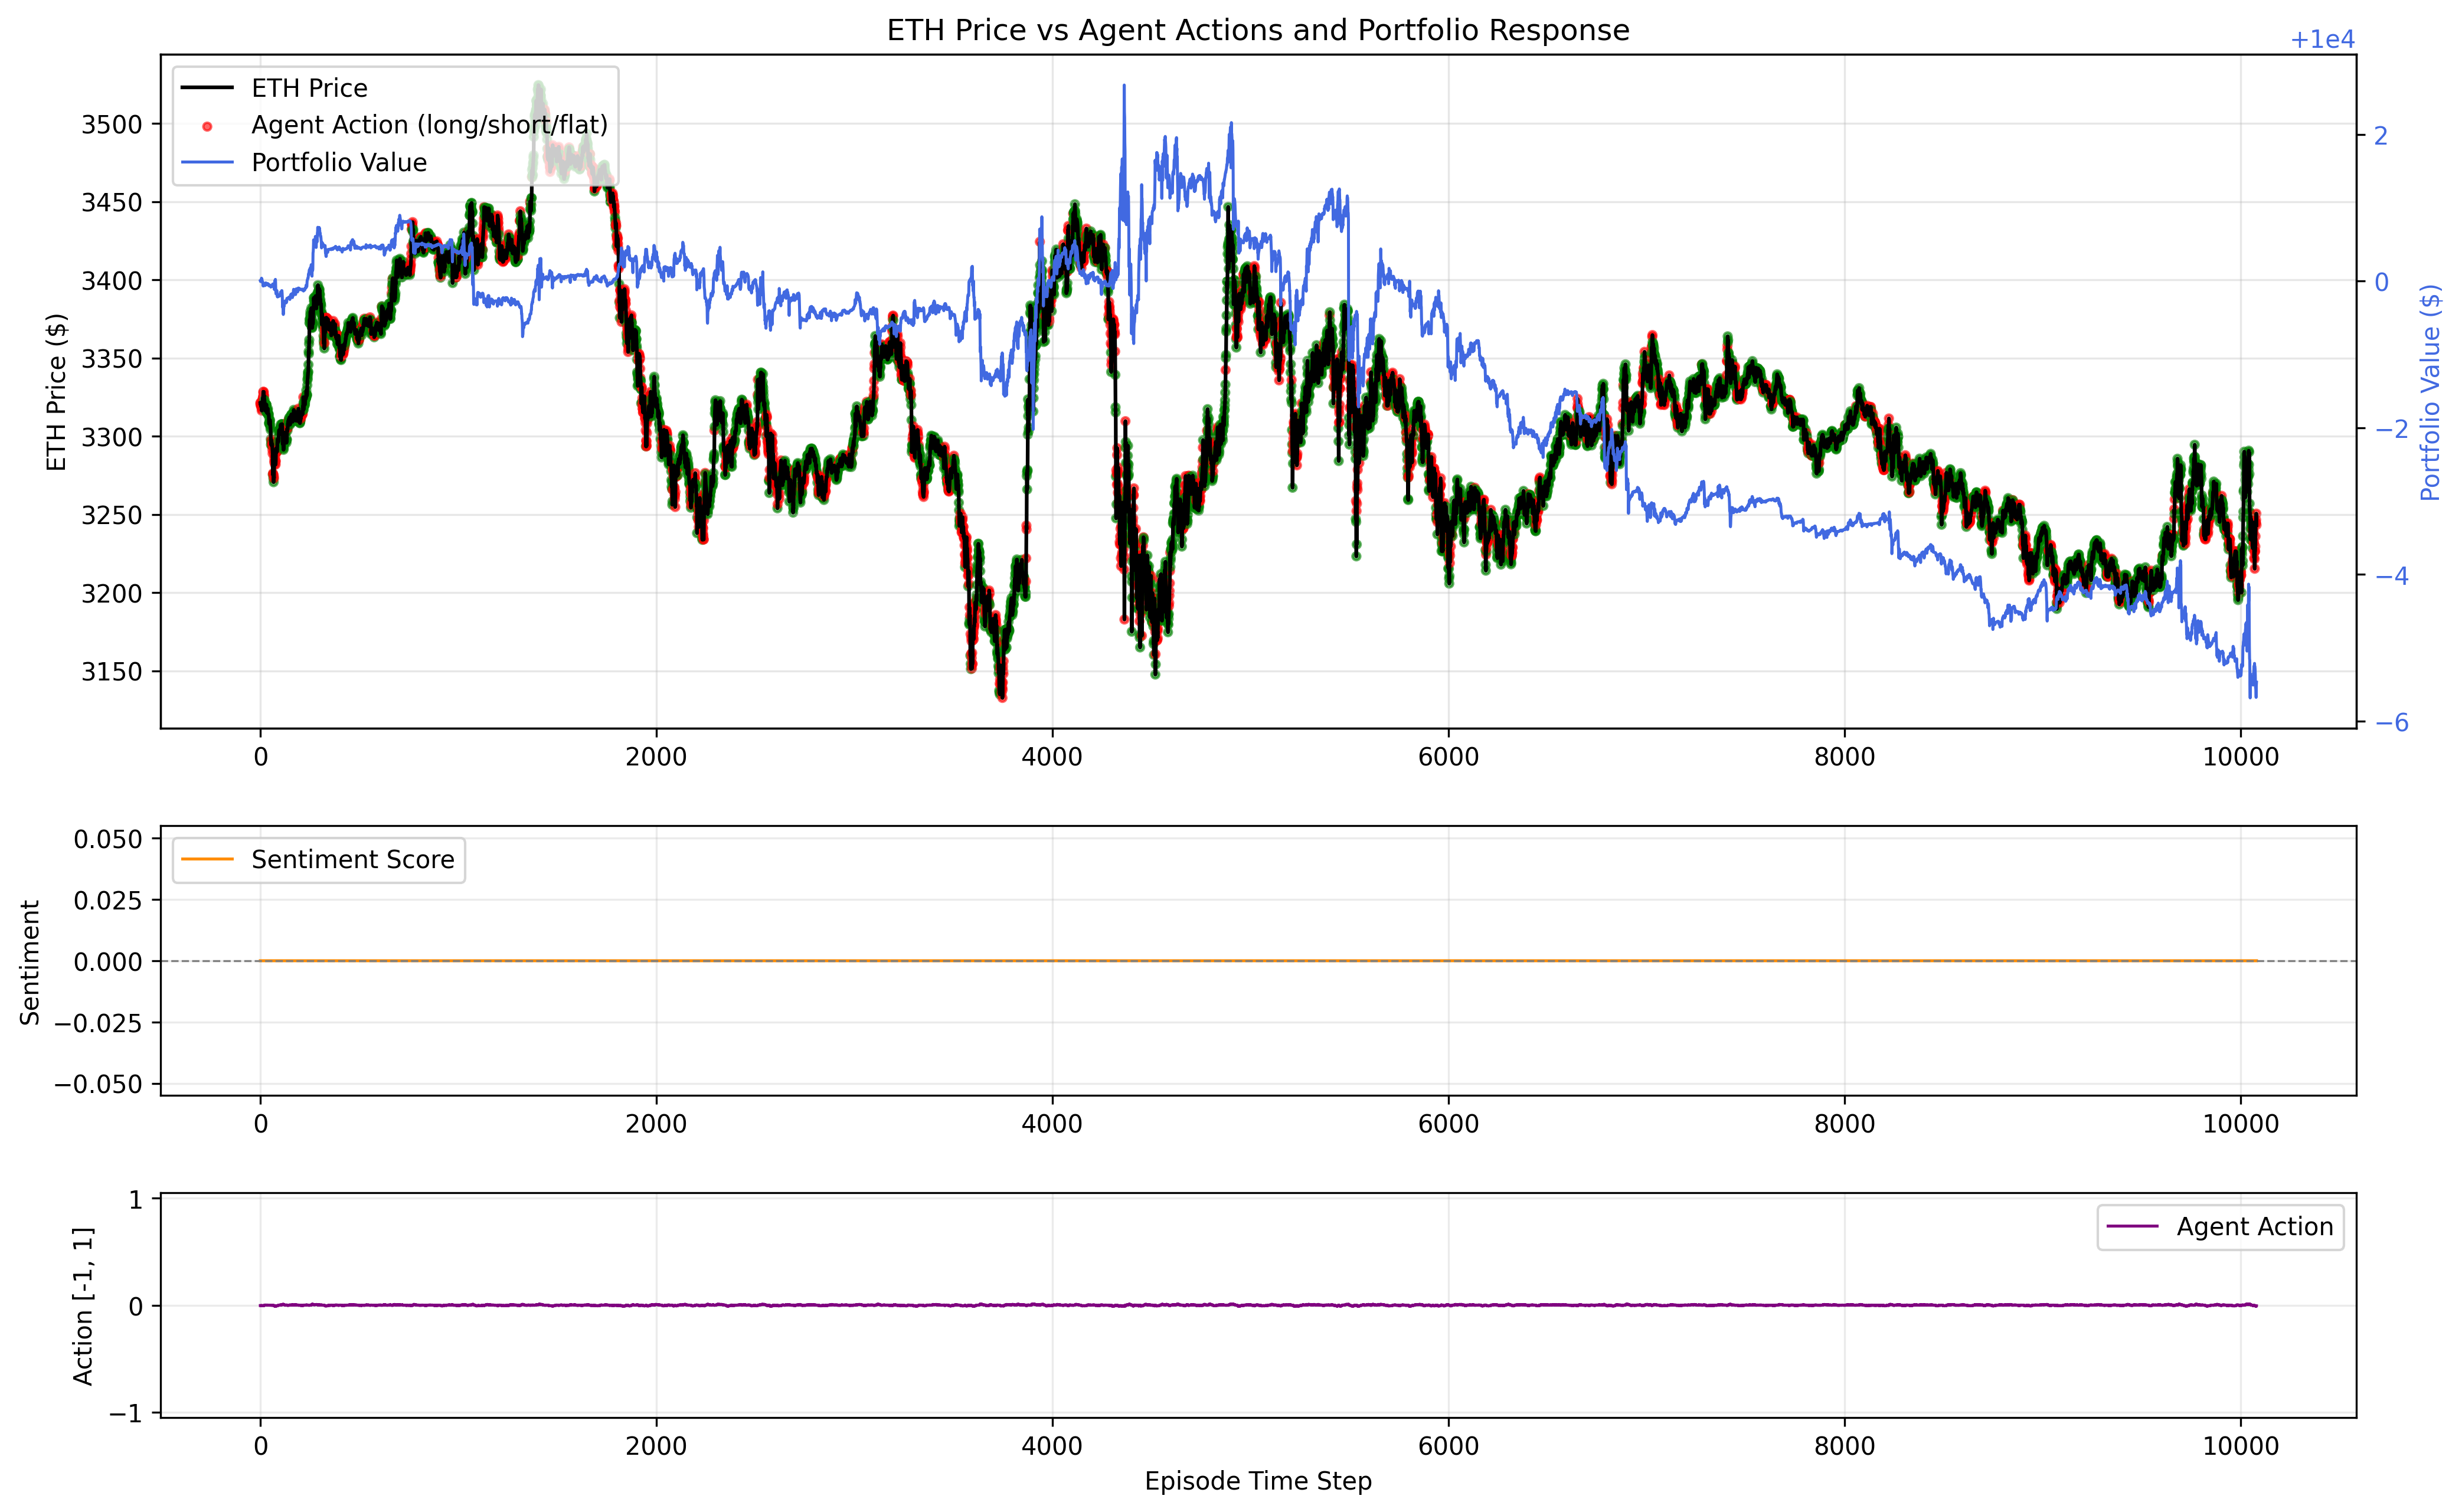 ETH Price vs Agent Actions and Portfolio Response
+1e4
ETH Price
Agent Action (long/short/flat)
Portfolio Value
ETH Price ($)
3500
3450
3400
3350
3300
3250
3200
3150
2
0
−2
−4
−6
Portfolio Value ($)
0 2000 4000 6000 8000 10000
Sentiment Score
Sentiment
0.050
0.025
0.000
−0.025
−0.050
0 2000 4000 6000 8000 10000
Agent Action
Action [-1, 1]
1
0
−1
0 2000 4000 6000 8000 10000
Episode Time Step